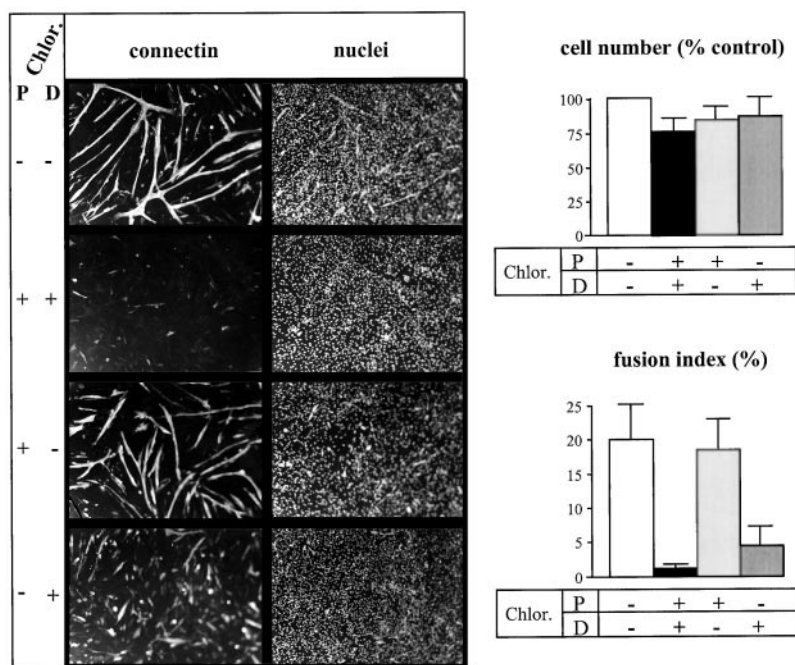 Chlor.
P D
connectin nuclei
- -
+ +
+ -
- +
cell number (% control)
100
75
50
25
0
Chlor. P - + + -
D - + - +
fusion index (%)
25
20
15
10
5
0
Chlor. P - + + -
D - + - +